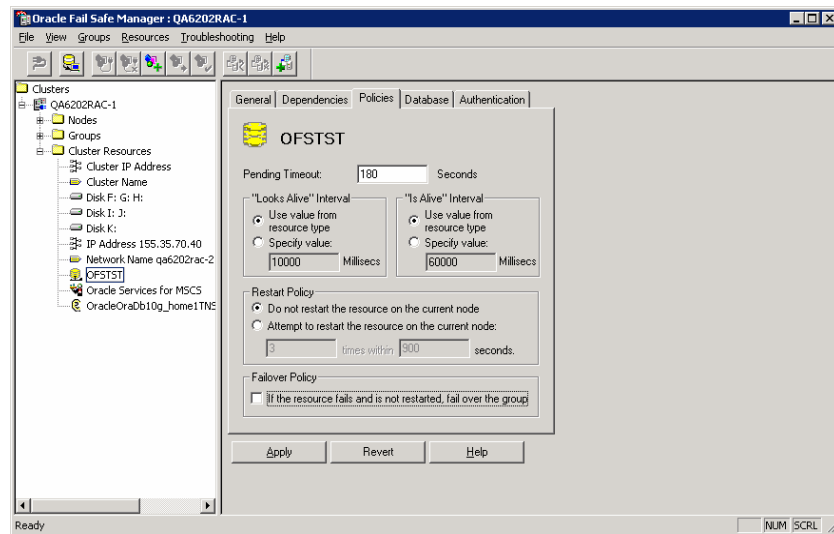 Oracle Fail Safe Manager : QA6202RAC-1
File View Groups Resources Troubleshooting Help
Clusters
QA6202RAC-1
Nodes
Groups
Cluster Resources
Cluster IP Address
Cluster Name
Disk F: G: H:
Disk I: J:
Disk K:
IP Address 155.35.70.40
Network Name qa6202rac-2
OFSTST
Oracle Services for MSCS
OracleOraDb10g_home1TNS
General Dependencies Policies Database Authentication
OFSTST
Pending Timeout: 180 Seconds
"Looks Alive" Interval
Use value from
resource type
Specify value:
10000 Millisecs
"Is Alive" Interval
Use value from
resource type
Specify value:
60000 Millisecs
Restart Policy
Do not restart the resource on the current node
Attempt to restart the resource on the current node:
3 times within 900 seconds.
Failover Policy
If the resource fails and is not restarted, fail over the group
Apply Revert Help
Ready NUM SCRL